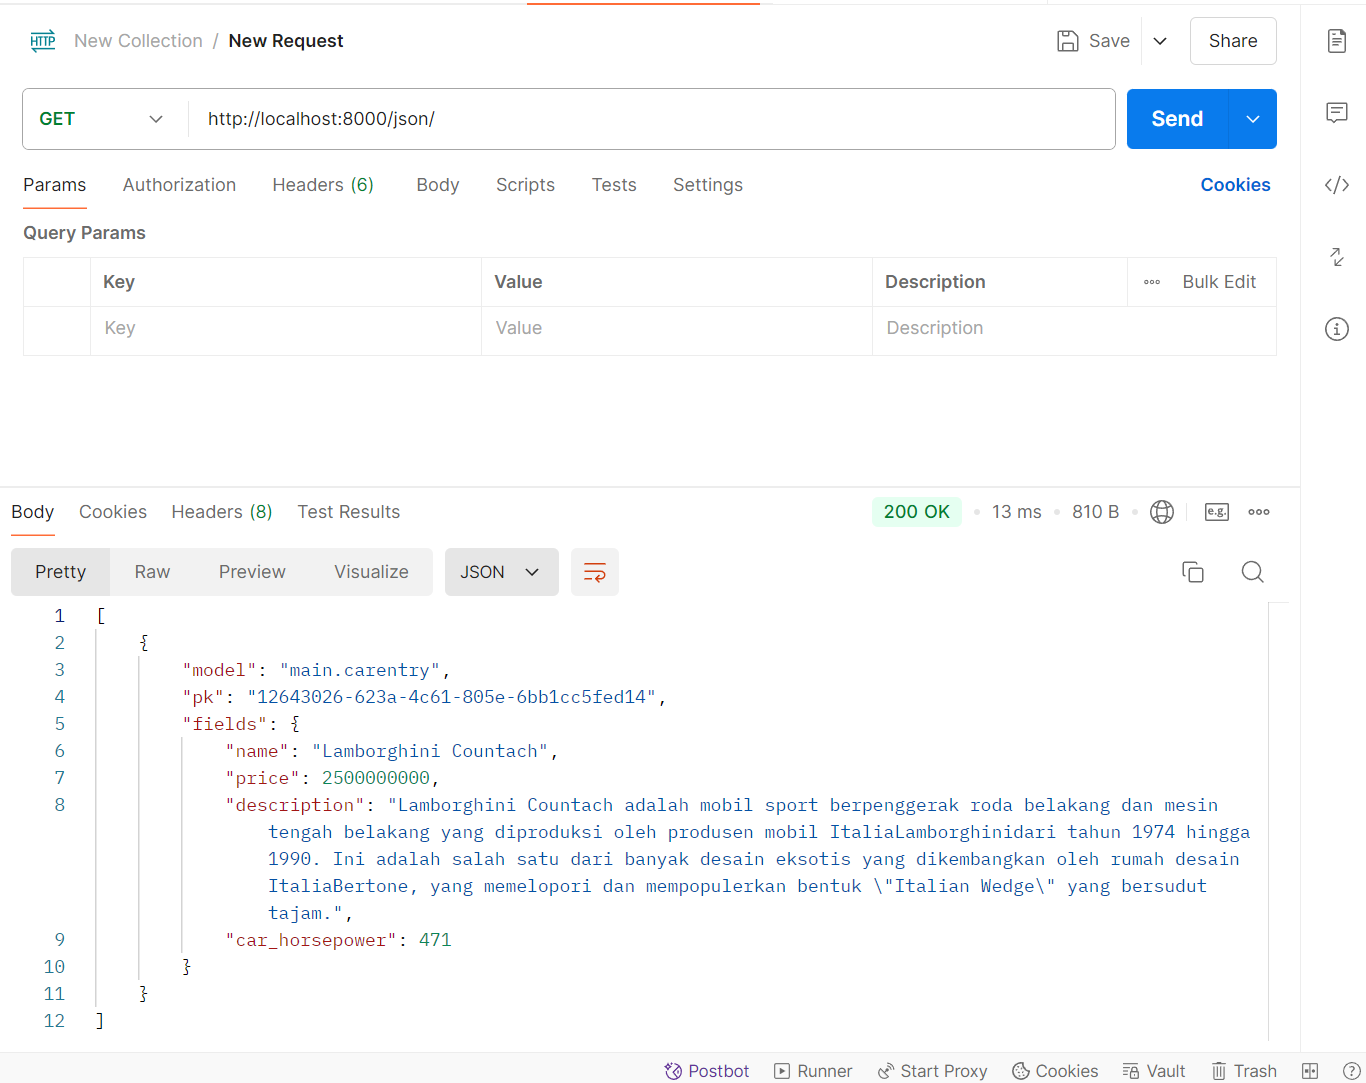 HTTP New Collection / New Request Save Share
GET http://localhost:8000/json/ Send
Params Authorization Headers (6) Body Scripts Tests Settings Cookies
Query Params
Key Value Description Bulk Edit
Key Value Description
Body Cookies Headers (8) Test Results 200 OK 13 ms 810 B e.g.
Pretty Raw Preview Visualize JSON
1 [
2 {
3 "model": "main.carentry",
4 "pk": "12643026-623a-4c61-805e-6bb1cc5fed14",
5 "fields": {
6 "name": "Lamborghini Countach",
7 "price": 2500000000,
8 "description": "Lamborghini Countach adalah mobil sport berpenggerak roda belakang dan mesin
tengah belakang yang diproduksi oleh produsen mobil ItaliaLamborghinidari tahun 1974 hingga
1990. Ini adalah salah satu dari banyak desain eksotis yang dikembangkan oleh rumah desain
ItaliaBertone, yang memelopori dan mempopulerkan bentuk \"Italian Wedge\" yang bersudut
tajam.",
9 "car_horsepower": 471
10 }
11 }
12 ]
Postbot Runner Start Proxy Cookies Vault Trash